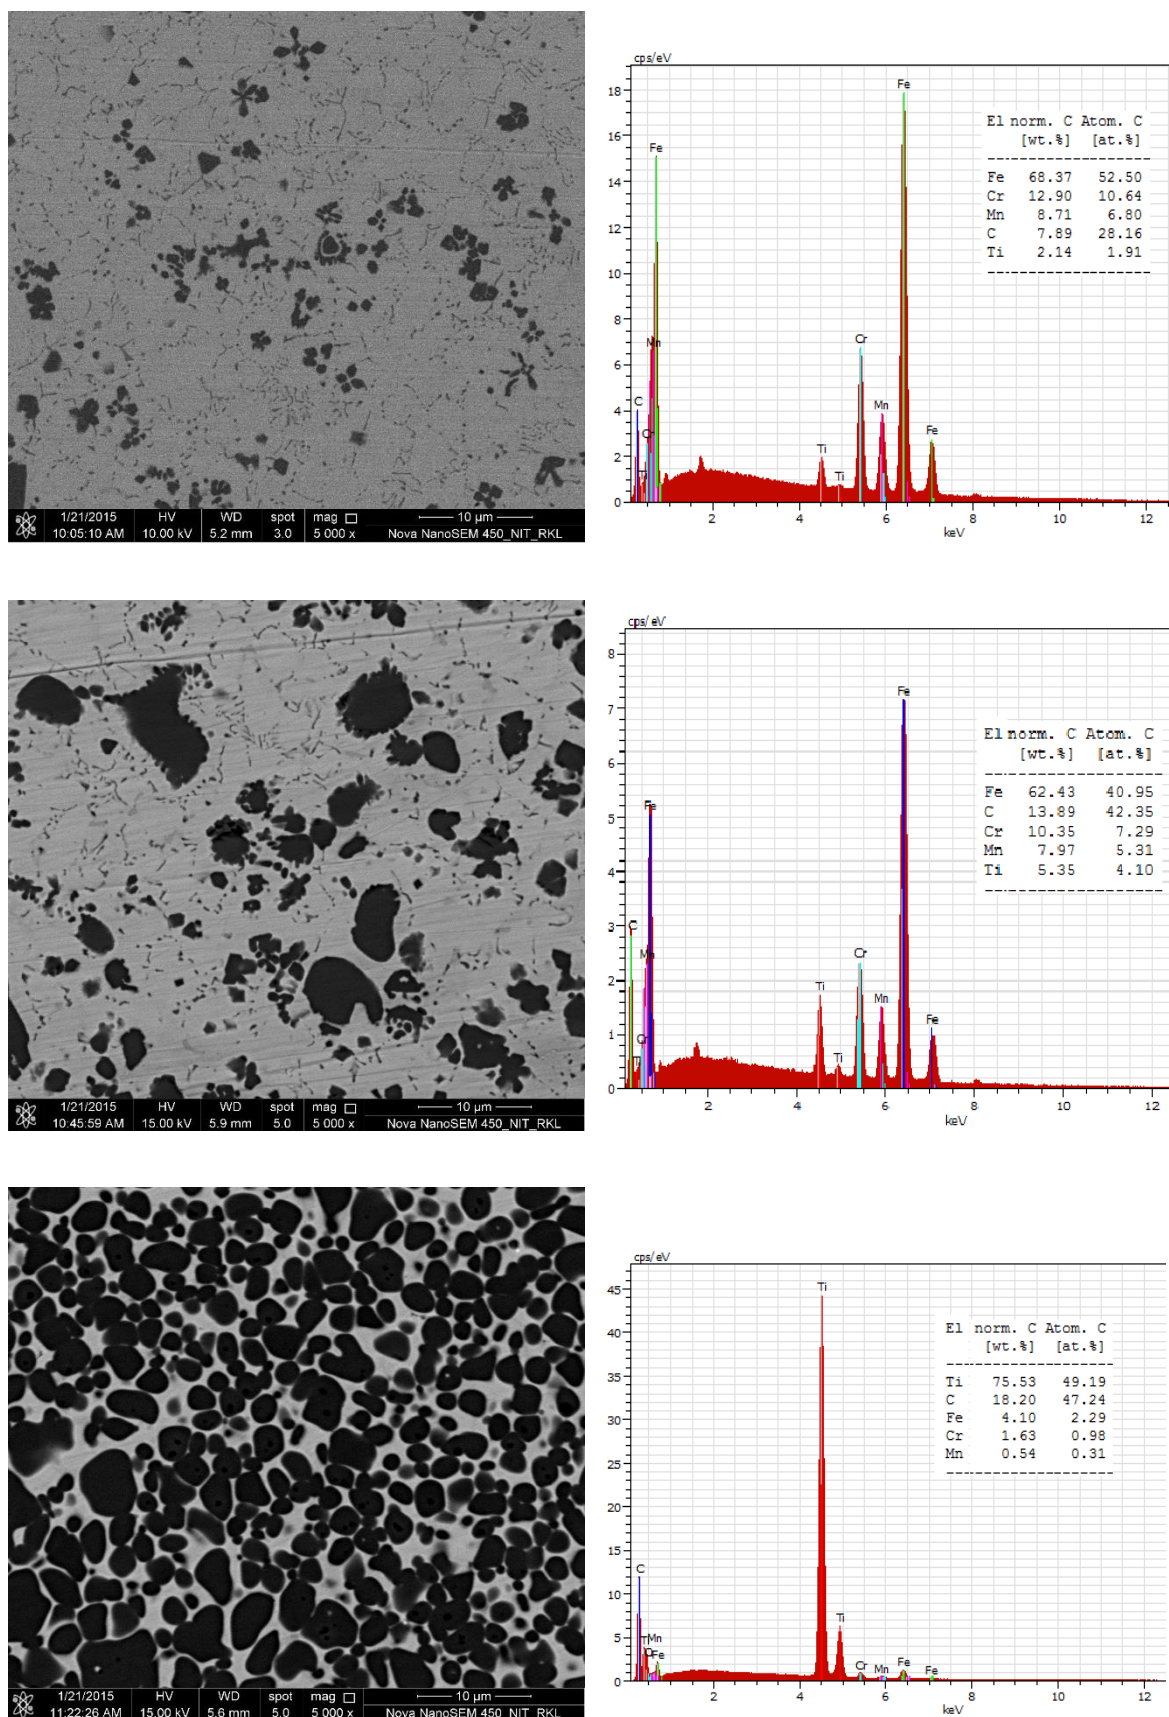 cps/eV
18
16
14
12
10
8
6
4
2
0
Fe
Mn
C
Cr
Ti
Ti
Ti
Cr
Mn
Fe
Fe
El norm. C Atom. C
[wt.%] [at.%]
Fe 68.37 52.50
Cr 12.90 10.64
Mn 8.71 6.80
C 7.89 28.16
Ti 2.14 1.91
2 4 6 8 10 12
keV
1/21/2015 HV WD spot mag 10 µm
10:05:10 AM 10.00 kV 5.2 mm 3.0 5 000 x Nova NanoSEM 450_NIT_RKL
cps/eV
8
7
6
5
4
3
2
1
0
Fe
C
Mn
Cr
Ti
Ti
Ti
Cr
Mn
Fe
Fe
El norm. C Atom. C
[wt.%] [at.%]
Fe 62.43 40.95
C 13.89 42.35
Cr 10.35 7.29
Mn 7.97 5.31
Ti 5.35 4.10
2 4 6 8 10 12
keV
1/21/2015 HV WD spot mag 10 µm
10:45:59 AM 15.00 kV 5.9 mm 5.0 5 000 x Nova NanoSEM 450_NIT_RKL
cps/eV
45
40
35
30
25
20
15
10
5
0
Ti
C
Mn
Fe
Ti
Cr
Mn
Fe
Fe
El norm. C Atom. C
[wt.%] [at.%]
Ti 75.53 49.19
C 18.20 47.24
Fe 4.10 2.29
Cr 1.63 0.98
Mn 0.54 0.31
2 4 6 8 10 12
keV
1/21/2015 HV WD spot mag 10 µm
11:22:26 AM 15.00 kV 5.6 mm 5.0 5 000 x Nova NanoSEM 450_NIT_RKL